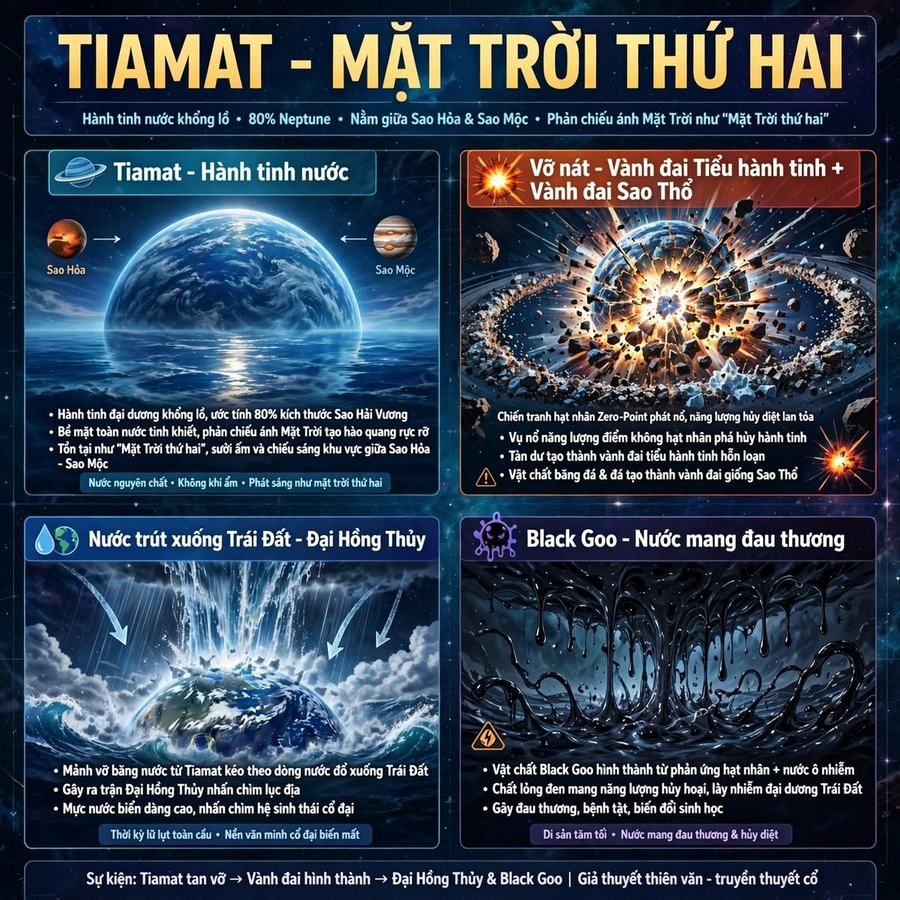 TIAMAT - MẶT TRỜI THỨ HAI
Hành tinh nước khổng lồ • 80% Neptune • Nằm giữa Sao Hỏa & Sao Mộc • Phản chiếu ánh Mặt Trời như “Mặt Trời thứ hai”
Tiamat - Hành tinh nước
Sao Hỏa
Sao Mộc
• Hành tinh đại dương khổng lồ, ước tính 80% kích thước Sao Hải Vương
• Bề mặt toàn nước tinh khiết, phản chiếu ánh Mặt Trời tạo hào quang rực rỡ
• Tồn tại như “Mặt Trời thứ hai”, sưởi ấm và chiếu sáng khu vực giữa Sao Hỏa
- Sao Mộc
Nước nguyên chất • Không khí ẩm • Phát sáng như mặt trời thứ hai
Vỡ nát - Vành đai Tiểu hành tinh +
Vành đai Sao Thổ
Chiến tranh hạt nhân Zero-Point phát nổ, năng lượng hủy diệt lan tỏa
• Vụ nổ năng lượng điểm không hạt nhân phá hủy hành tinh
• Tàn dư tạo thành vành đai tiểu hành tinh hỗn loạn
• Vật chất băng đá & đá tạo thành vành đai giống Sao Thổ
Nước trút xuống Trái Đất - Đại Hồng Thủy
• Mảnh vỡ băng nước từ Tiamat kéo theo dòng nước đổ xuống Trái Đất
• Gây ra trận Đại Hồng Thủy nhấn chìm lục địa
• Mực nước biển dâng cao, nhấn chìm hệ sinh thái cổ đại
Thời kỳ lũ lụt toàn cầu • Nền văn minh cổ đại biến mất
Black Goo - Nước mang đau thương
• Vật chất Black Goo hình thành từ phản ứng hạt nhân + nước ô nhiễm
• Chất lỏng đen mang năng lượng hủy hoại, lây nhiễm đại dương Trái Đất
• Gây đau thương, bệnh tật, biến đổi sinh học
Di sản tăm tối • Nước mang đau thương & hủy diệt
Sự kiện: Tiamat tan vỡ → Vành đai hình thành → Đại Hồng Thủy & Black Goo | Giả thuyết thiên văn - truyền thuyết cổ